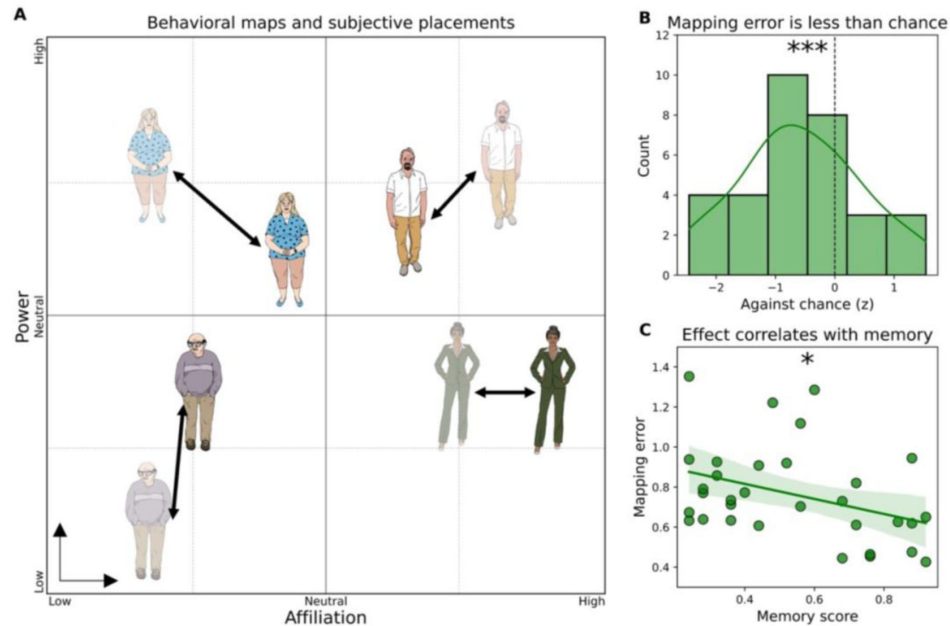 A
Behavioral maps and subjective placements
High
Neutral
Power
Low
Low
Neutral
High
Affiliation
B
Mapping error is less than chance
***
12
10
8
6
4
2
0
Count
−2
−1
0
1
Against chance (z)
C
Effect correlates with memory
*
1.4
1.2
1.0
0.8
0.6
0.4
Mapping error
0.4
0.6
0.8
Memory score